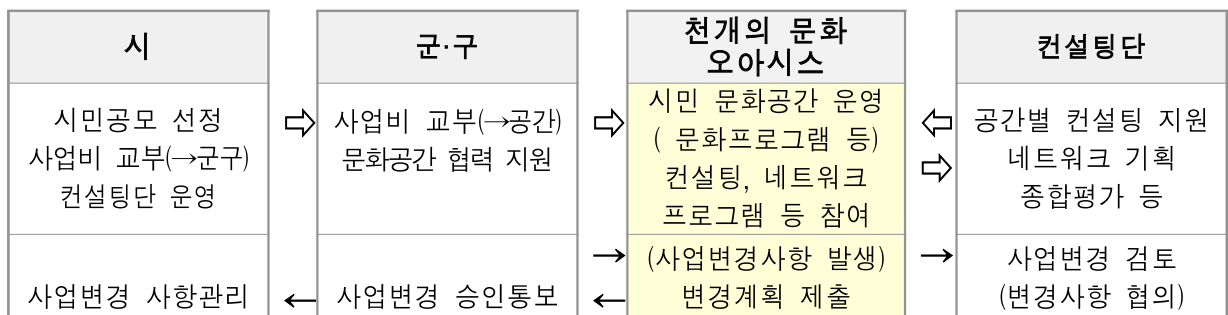 시
시민공모 선정
사업비 교부(→군구)
컨설팅단 운영
사업변경 사항관리
⇨
←
군·구
사업비 교부(→공간)
문화공간 협력 지원
사업변경 승인통보
⇨
→
←
천개의 문화
오아시스
시민 문화공간 운영
( 문화프로그램 등)
컨설팅, 네트워크
프로그램 등 참여
(사업변경사항 발생)
변경계획 제출
⇦
⇨
→
컨설팅단
공간별 컨설팅 지원
네트워크 기획
종합평가 등
사업변경 검토
(변경사항 협의)